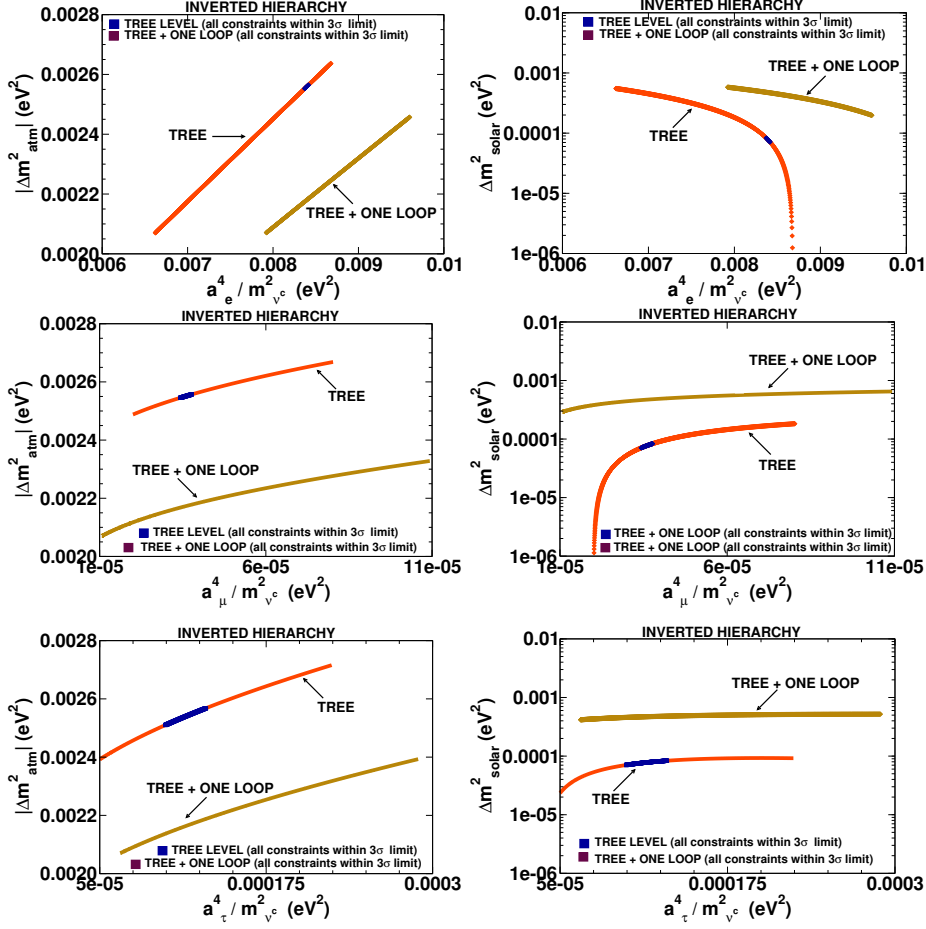 INVERTED HIERARCHY
TREE LEVEL (all constraints within 3σ limit)
TREE + ONE LOOP (all constraints within 3σ limit)
0.0028
0.0026
0.0024
0.0022
0.0020
|Δm²atm| (eV²)
TREE
TREE + ONE LOOP
0.006
0.007
0.008
0.009
0.01
a⁴e / m²νᶜ (eV²)
INVERTED HIERARCHY
TREE LEVEL (all constraints within 3σ limit)
TREE + ONE LOOP (all constraints within 3σ limit)
0.01
0.001
0.0001
1e-05
1e-06
Δm²solar (eV²)
TREE + ONE LOOP
TREE
0.006
0.007
0.008
0.009
0.01
a⁴e / m²νᶜ (eV²)
INVERTED HIERARCHY
0.0028
0.0026
0.0024
0.0022
0.0020
|Δm²atm| (eV²)
TREE
TREE + ONE LOOP
TREE LEVEL (all constraints within 3σ limit)
TREE + ONE LOOP (all constraints within 3σ limit)
1e-05
6e-05
11e-05
a⁴μ / m²νᶜ (eV²)
INVERTED HIERARCHY
0.01
0.001
0.0001
1e-05
1e-06
Δm²solar (eV²)
TREE + ONE LOOP
TREE
TREE + ONE LOOP (all constraints within 3σ limit)
TREE + ONE LOOP (all constraints within 3σ limit)
1e-05
6e-05
11e-05
a⁴μ / m²νᶜ (eV²)
INVERTED HIERARCHY
0.0028
0.0026
0.0024
0.0022
0.0020
|Δm²atm| (eV²)
TREE
TREE + ONE LOOP
TREE LEVEL (all constraints within 3σ limit)
TREE + ONE LOOP (all constraints within 3σ limit)
5e-05
0.000175
0.0003
a⁴τ / m²νᶜ (eV²)
INVERTED HIERARCHY
0.01
0.001
0.0001
1e-05
1e-06
Δm²solar (eV²)
TREE + ONE LOOP
TREE
TREE LEVEL (all constraints within 3σ limit)
TREE + ONE LOOP (all constraints within 3σ limit)
5e-05
0.000175
0.0003
a⁴τ / m²νᶜ (eV²)